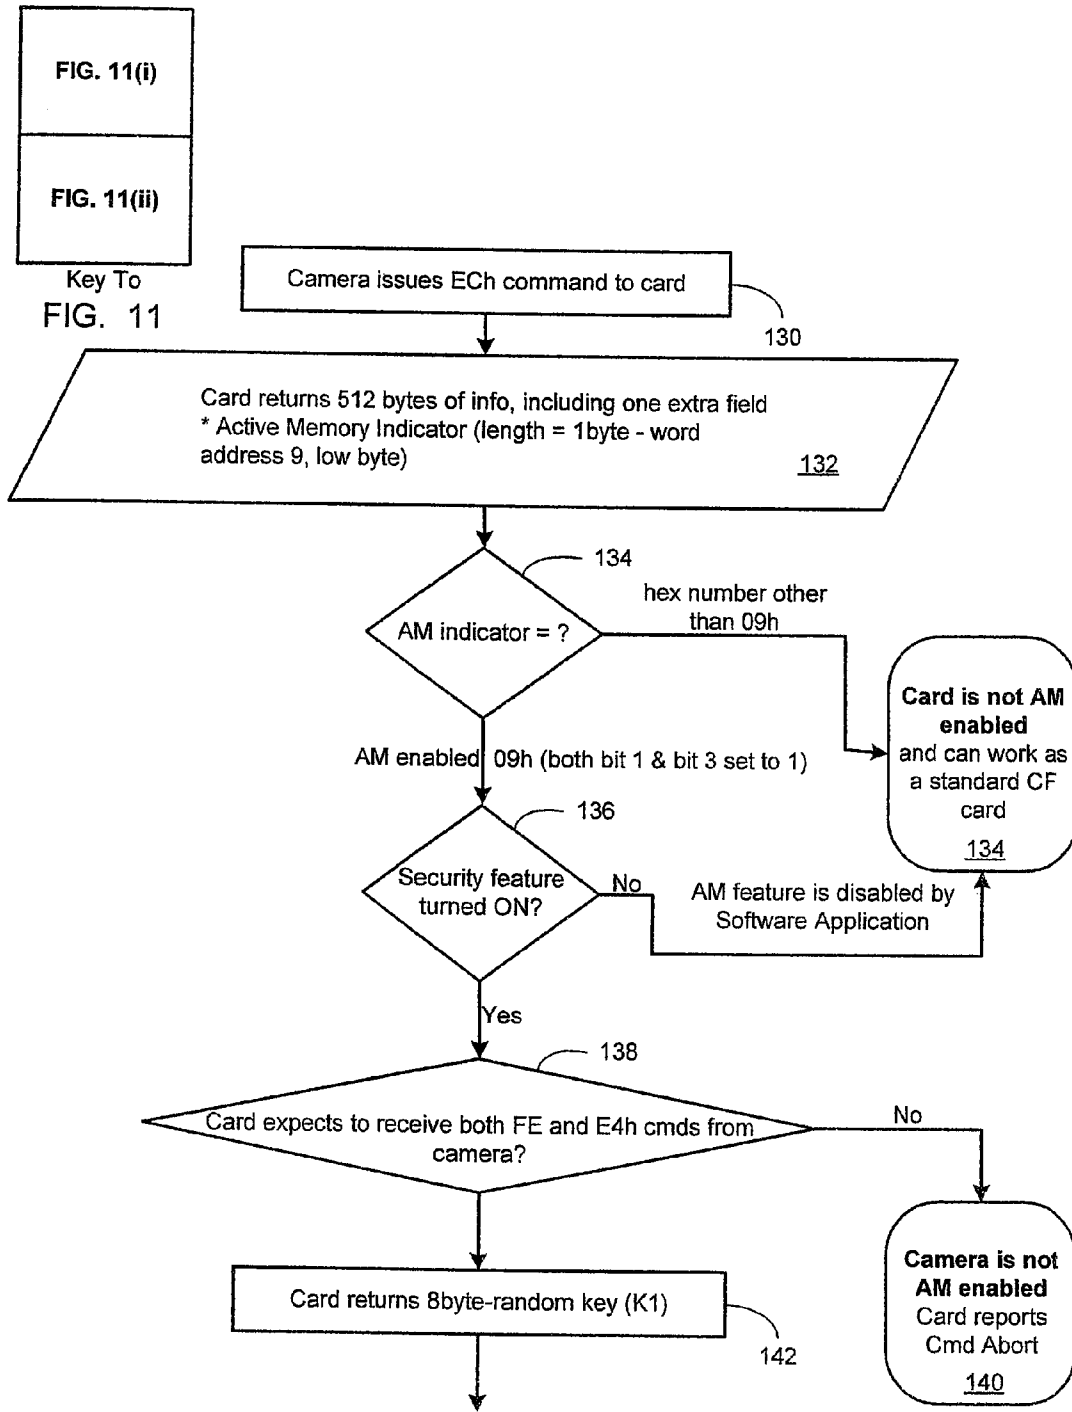 FIG. 11(i)
FIG. 11(ii)
Key To
FIG. 11
Camera issues ECh command to card
130
Card returns 512 bytes of info, including one extra field
* Active Memory Indicator (length = 1byte - word
address 9, low byte)
132
134
AM indicator = ?
hex number other
than 09h
Card is not AM
enabled
and can work as
a standard CF
card
134
AM enabled 09h (both bit 1 & bit 3 set to 1)
136
Security feature
turned ON?
No
AM feature is disabled by
Software Application
Yes
138
Card expects to receive both FE and E4h cmds from
camera?
No
Camera is not
AM enabled
Card reports
Cmd Abort
140
Card returns 8byte-random key (K1)
142